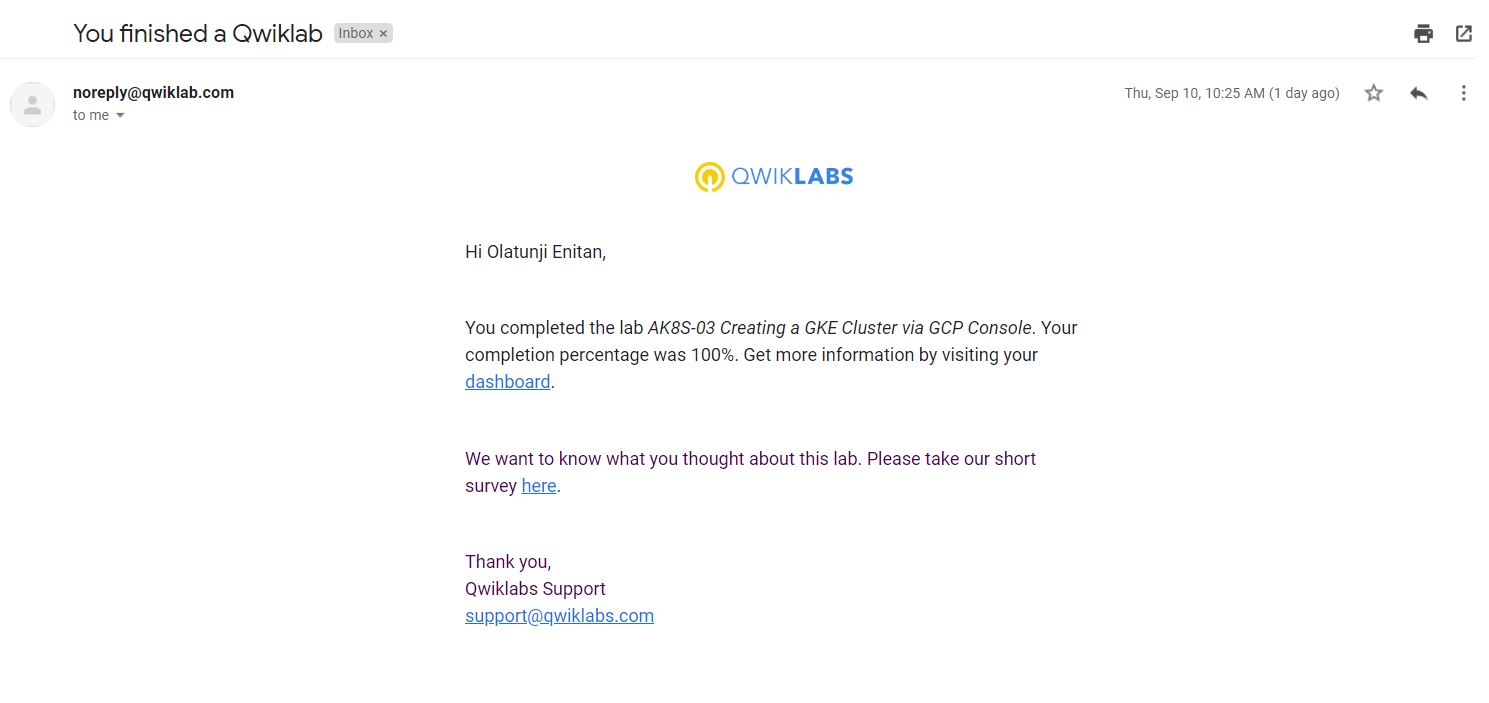 You finished a Qwiklab Inbox ×
noreply@qwiklab.com
Thu, Sep 10, 10:25 AM (1 day ago)
to me
QWIKLABS
Hi Olatunji Enitan,
You completed the lab AK8S-03 Creating a GKE Cluster via GCP Console. Your
completion percentage was 100%. Get more information by visiting your
dashboard.
We want to know what you thought about this lab. Please take our short
survey here.
Thank you,
Qwiklabs Support
support@qwiklabs.com